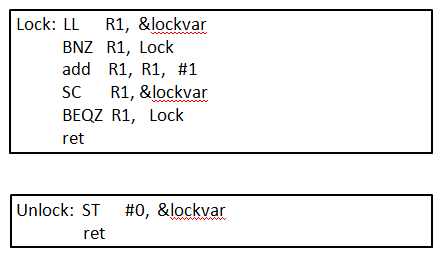 Lock: LL R1, &lockvar
BNZ R1, Lock
add R1, R1, #1
SC R1, &lockvar
BEQZ R1, Lock
ret
Unlock: ST #0, &lockvar
ret